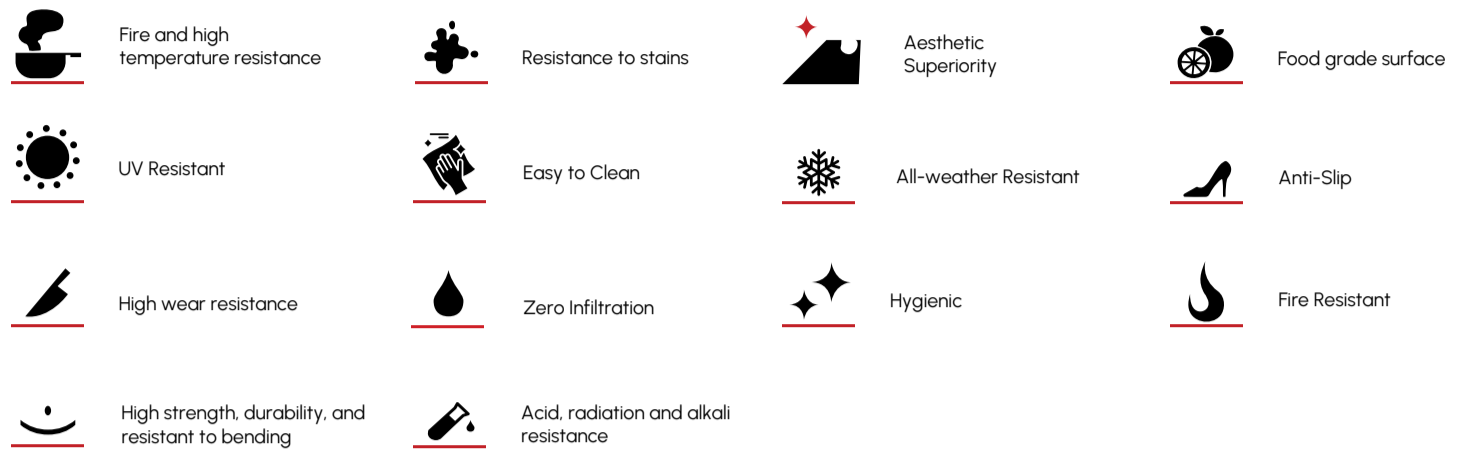 Fire and high
temperature resistance
Resistance to stains
Aesthetic
Superiority
Food grade surface
UV Resistant
Easy to Clean
All-weather Resistant
Anti-Slip
High wear resistance
Zero Infiltration
Hygienic
Fire Resistant
High strength, durability, and
resistant to bending
Acid, radiation and alkali
resistance